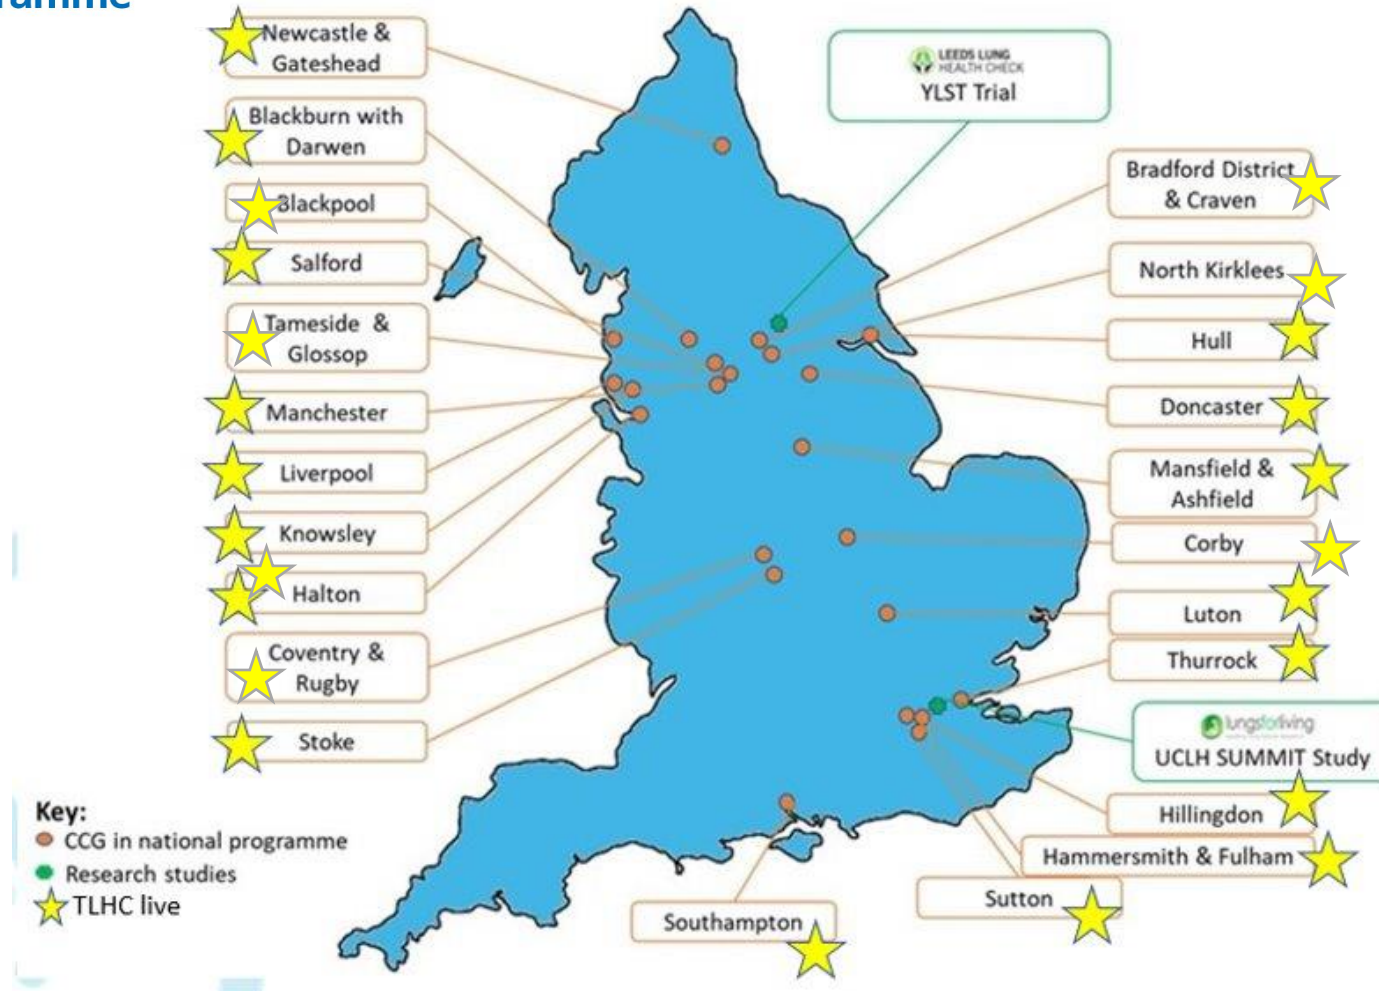 Newcastle &
Gateshead
Blackburn with
Darwen
Blackpool
Salford
Tameside &
Glossop
Manchester
Liverpool
Knowsley
Halton
Coventry &
Rugby
Stoke
LEEDS LUNG
HEALTH CHECK
YLST Trial
Bradford District
& Craven
North Kirklees
Hull
Doncaster
Mansfield &
Ashfield
Corby
Luton
Thurrock
lungsforliving
UCLH SUMMIT Study
Hillingdon
Hammersmith & Fulham
Sutton
Southampton
Key:
CCG in national programme
Research studies
TLHC live